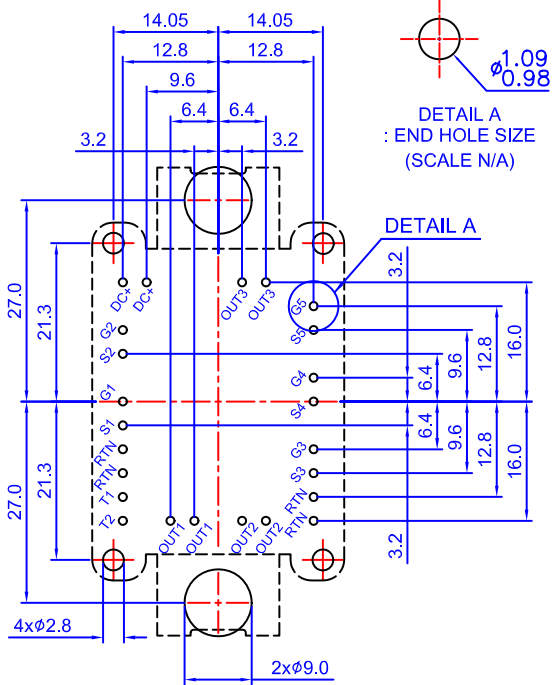 14.05 14.05
12.8 12.8
9.6
6.4 6.4
3.2 3.2
ø1.09
0.98
DETAIL A
: END HOLE SIZE
(SCALE N/A)
DETAIL A
27.0
21.3
27.0
21.3
3.2
6.4
9.6
12.8
16.0
6.4
9.6
12.8
16.0
3.2
DC+
DC+
G2
S2
G1
S1
RTN
RTN
T1
T2
OUT3
OUT3
G5
S5
G4
S4
G3
S3
RTN
RTN
OUT1
OUT1
OUT2
OUT2
4xø2.8
2xø9.0